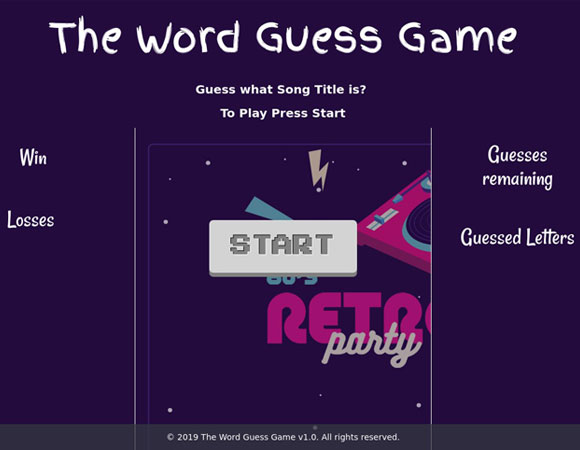 The Word Guess Game
Guess what Song Title is?
To Play Press Start
Win
Losses
Guesses
remaining
Guessed Letters
START
80's
RETR
party
© 2019 The Word Guess Game v1.0. All rights reserved.